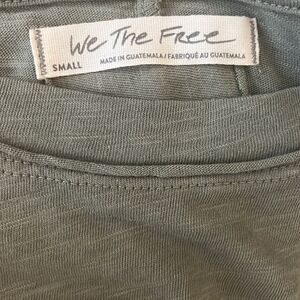 We The Free
SMALL
MADE IN GUATEMALA / FABRIQUÉ AU GUATEMALA